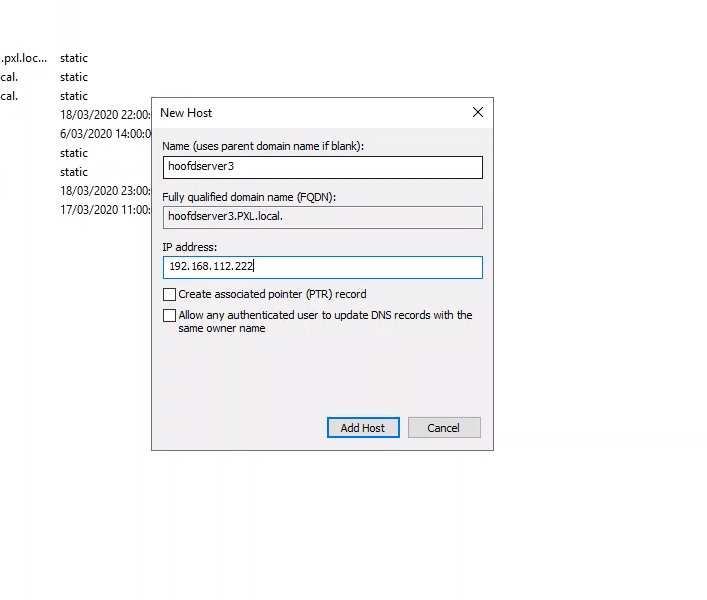 .pxl.loc... static
cal. static
cal. static
18/03/2020 22:00:
6/03/2020 14:00:0
static
static
18/03/2020 23:00:
17/03/2020 11:00:
New Host
Name (uses parent domain name if blank):
hoofdserver3
Fully qualified domain name (FQDN):
hoofdserver3.PXL.local.
IP address:
192.168.112.222
Create associated pointer (PTR) record
Allow any authenticated user to update DNS records with the
same owner name
Add Host Cancel